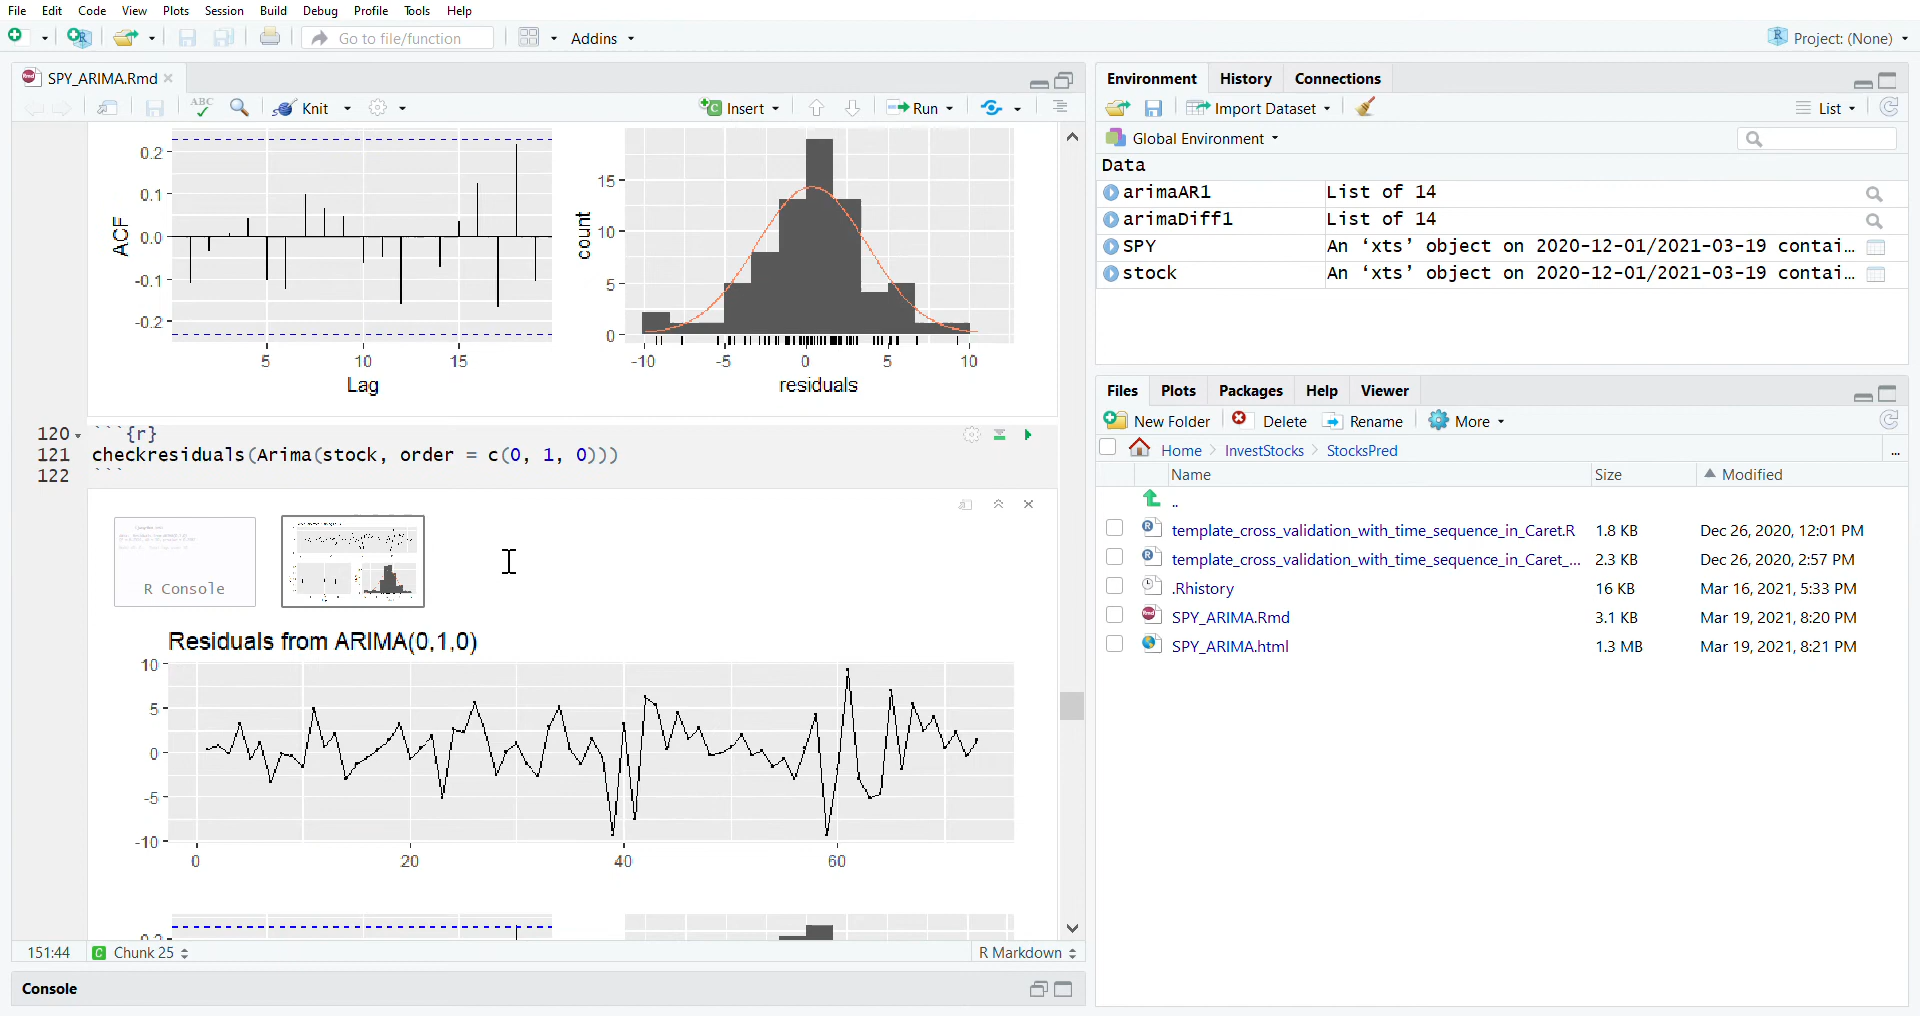 File Edit Code View Plots Session Build Debug Profile Tools Help
Go to file/function Addins Project: (None)
SPY_ARIMA.Rmd
ABC Knit Insert Run
0.2
0.1
0.0
-0.1
-0.2
ACF
5 10 15
Lag
15
10
5
0
count
-10 -5 0 5 10
residuals
120 ```{r}
121 checkresiduals(Arima(stock, order = c(0, 1, 0)))
122 ```
R Console
Residuals from ARIMA(0,1,0)
10
5
0
-5
-10
0 20 40 60
0.2
151:44 Chunk 25 R Markdown
Console
Environment History Connections
Import Dataset List
Global Environment
Data
arimaAR1 List of 14
arimaDiff1 List of 14
SPY An ‘xts’ object on 2020-12-01/2021-03-19 contai…
stock An ‘xts’ object on 2020-12-01/2021-03-19 contai…
Files Plots Packages Help Viewer
New Folder Delete Rename More
Home InvestStocks StocksPred ...
Name Size Modified
..
template_cross_validation_with_time_sequence_in_Caret.R 1.8 KB Dec 26, 2020, 12:01 PM
template_cross_validation_with_time_sequence_in_Caret_... 2.3 KB Dec 26, 2020, 2:57 PM
.Rhistory 16 KB Mar 16, 2021, 5:33 PM
SPY_ARIMA.Rmd 3.1 KB Mar 19, 2021, 8:20 PM
SPY_ARIMA.html 1.3 MB Mar 19, 2021, 8:21 PM